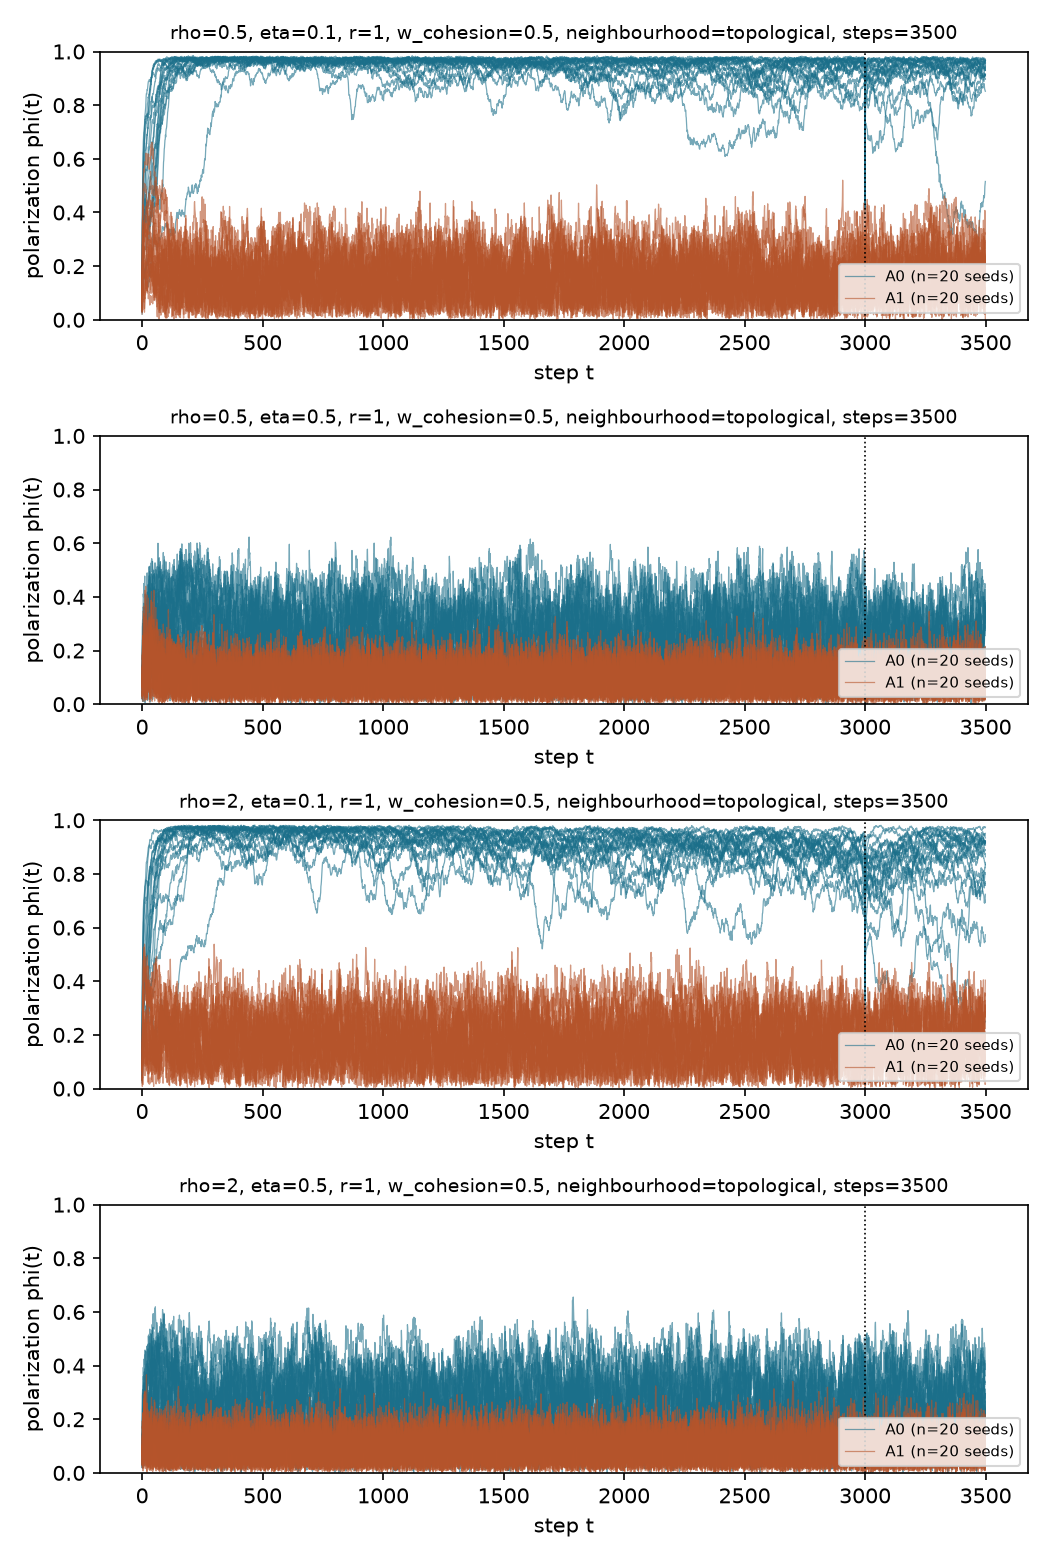 rho=0.5, eta=0.1, r=1, w_cohesion=0.5, neighbourhood=topological, steps=3500
polarization phi(t)
1.0
0.8
0.6
0.4
0.2
0.0
A0 (n=20 seeds)
A1 (n=20 seeds)
0 500 1000 1500 2000 2500 3000 3500
step t
rho=0.5, eta=0.5, r=1, w_cohesion=0.5, neighbourhood=topological, steps=3500
polarization phi(t)
1.0
0.8
0.6
0.4
0.2
0.0
A0 (n=20 seeds)
A1 (n=20 seeds)
0 500 1000 1500 2000 2500 3000 3500
step t
rho=2, eta=0.1, r=1, w_cohesion=0.5, neighbourhood=topological, steps=3500
polarization phi(t)
1.0
0.8
0.6
0.4
0.2
0.0
A0 (n=20 seeds)
A1 (n=20 seeds)
0 500 1000 1500 2000 2500 3000 3500
step t
rho=2, eta=0.5, r=1, w_cohesion=0.5, neighbourhood=topological, steps=3500
polarization phi(t)
1.0
0.8
0.6
0.4
0.2
0.0
A0 (n=20 seeds)
A1 (n=20 seeds)
0 500 1000 1500 2000 2500 3000 3500
step t